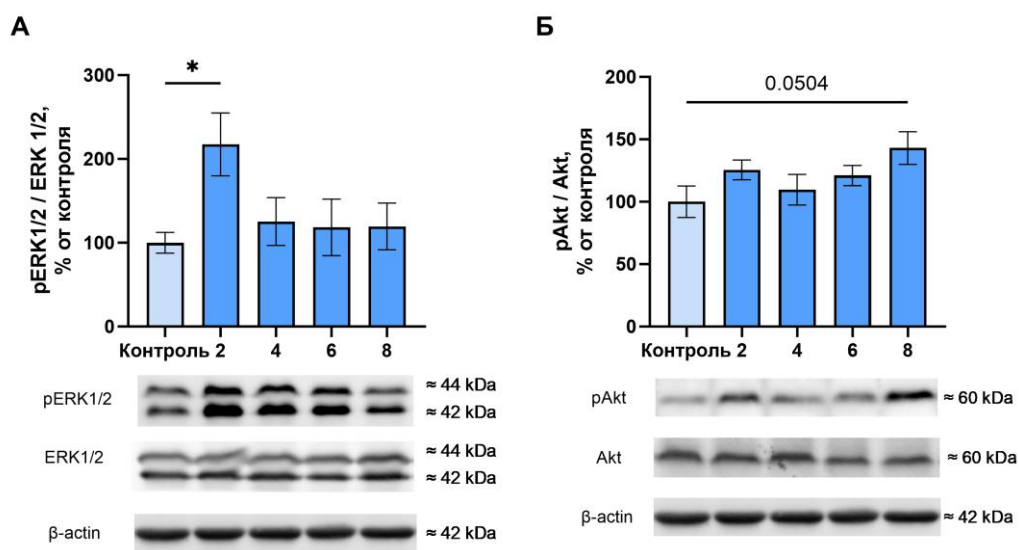 А
pERK1/2 / ERK 1/2,
% от контроля
300
200
100
0
*
Контроль 2 4 6 8
pERK1/2
≈ 44 kDa
≈ 42 kDa
ERK1/2
≈ 44 kDa
≈ 42 kDa
β-actin
≈ 42 kDa
Б
pAkt / Akt,
% от контроля
200
150
100
50
0
0.0504
Контроль 2 4 6 8
pAkt
≈ 60 kDa
Akt
≈ 60 kDa
β-actin
≈ 42 kDa